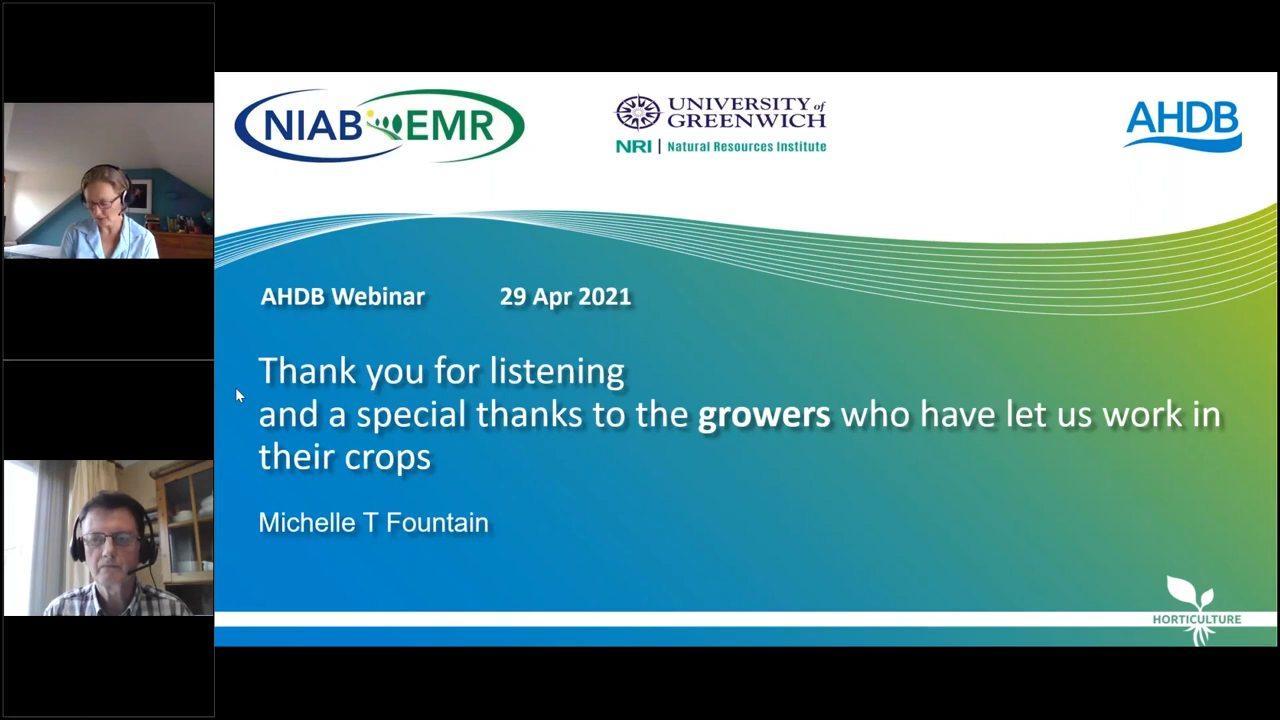 NIAB EMR
UNIVERSITY of
GREENWICH
NRI | Natural Resources Institute
AHDB
AHDB Webinar 29 Apr 2021
Thank you for listening
and a special thanks to the growers who have let us work in
their crops
Michelle T Fountain
HORTICULTURE